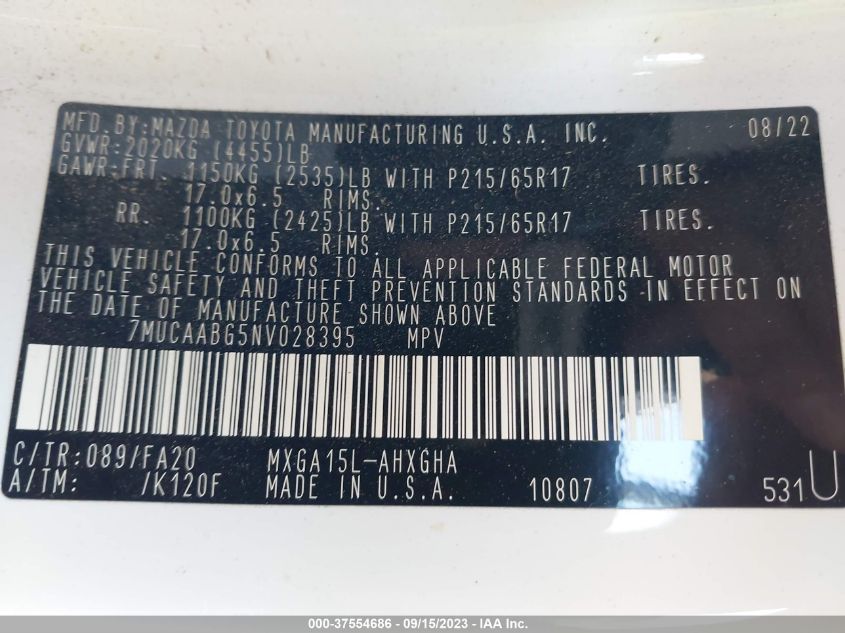 MFD.BY:MAZDA TOYOTA MANUFACTURING U.S.A. INC. 08/22
GVWR:2020KG (4455)LB
GAWR:FRT. 1150KG (2535)LB WITH P215/65R17 TIRES.
17.0x6.5 RIMS.
RR. 1100KG (2425)LB WITH P215/65R17 TIRES.
17.0x6.5 RIMS.
THIS VEHICLE CONFORMS TO ALL APPLICABLE FEDERAL MOTOR
VEHICLE SAFETY AND THEFT PREVENTION STANDARDS IN EFFECT ON
THE DATE OF MANUFACTURE SHOWN ABOVE
7MUCAABG5NV028395 MPV
C/TR:089/FA20 MXGA15L-AHXGHA
A/TM: /K120F MADE IN U.S.A. 10807 531U
000-37554686 - 09/15/2023 - IAA Inc.